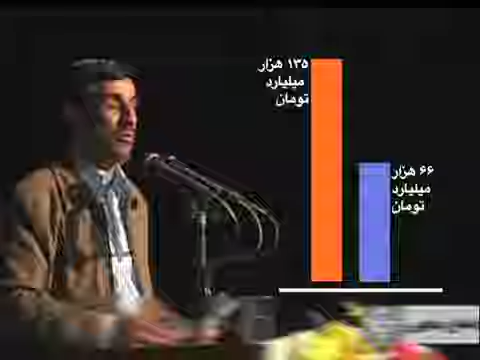 ۱۳۵ هزار
میلیارد
تومان
۶۶ هزار
میلیارد
تومان